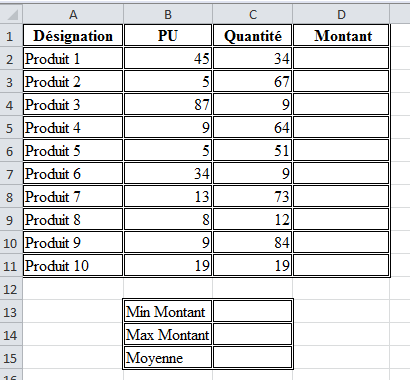 A B C D
1 Désignation PU Quantité Montant
2 Produit 1 45 34
3 Produit 2 5 67
4 Produit 3 87 9
5 Produit 4 9 64
6 Produit 5 5 51
7 Produit 6 34 9
8 Produit 7 13 73
9 Produit 8 8 12
10 Produit 9 9 84
11 Produit 10 19 19
12
13 Min Montant
14 Max Montant
15 Moyenne